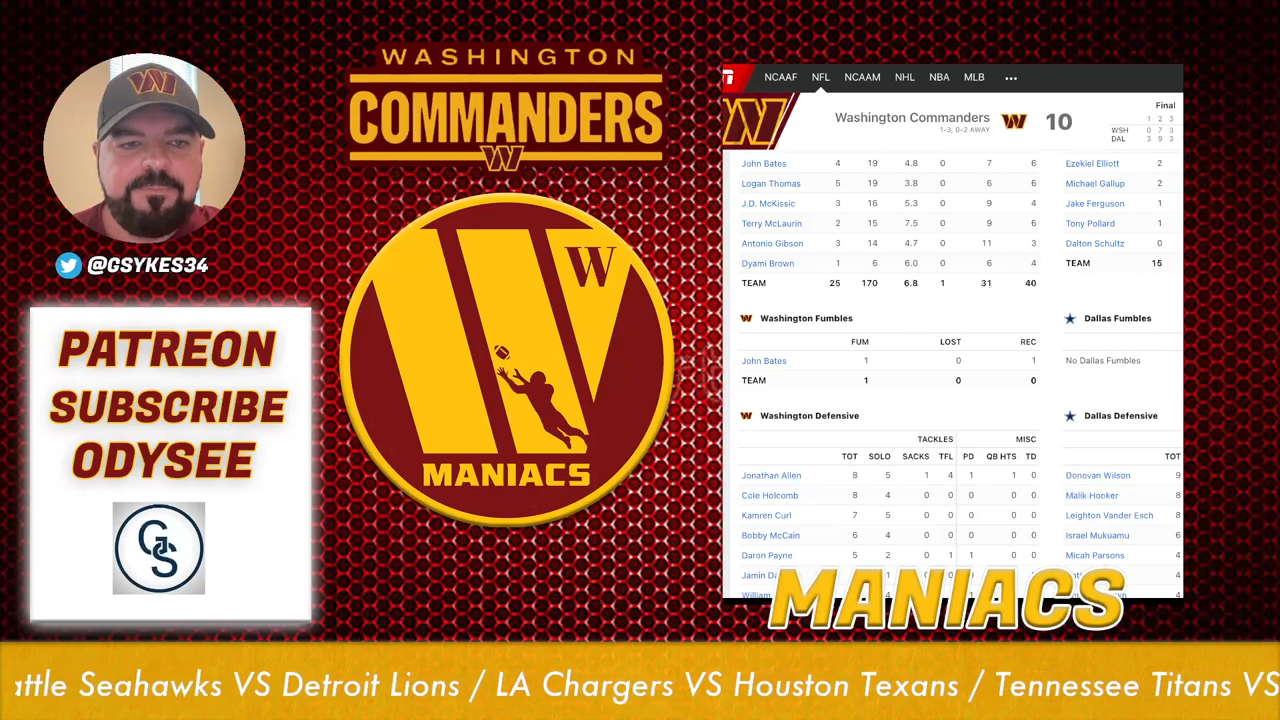 @GSYKES34
PATREON
SUBSCRIBE
ODYSEE
GS
WASHINGTON
COMMANDERS
W
W
MANIACS
NCAAF NFL NCAAM NHL NBA MLB •••
Washington Commanders 10
1-3, 0-2 AWAY
Final
1 2 3
WSH 0 7 3
DAL 3 9 3
John Bates 4 19 4.8 0 7 6
Logan Thomas 5 19 3.8 0 6 6
J.D. McKissic 3 16 5.3 0 9 4
Terry McLaurin 2 15 7.5 0 9 6
Antonio Gibson 3 14 4.7 0 11 3
Dyami Brown 1 6 6.0 0 6 4
TEAM 25 170 6.8 1 31 40
Ezekiel Elliott 2
Michael Gallup 2
Jake Ferguson 1
Tony Pollard 1
Dalton Schultz 0
TEAM 15
Washington Fumbles
FUM LOST REC
John Bates 1 0 1
TEAM 1 0 0
Dallas Fumbles
No Dallas Fumbles
Washington Defensive
TACKLES MISC
TOT SOLO SACKS TFL PD QB HTS TD
Jonathan Allen 8 5 1 4 1 1 0
Cole Holcomb 8 4 0 0 0 0 0
Kamren Curl 7 5 0 0 0 0 0
Bobby McCain 6 4 0 0 0 0 0
Daron Payne 5 2 0 1 1 0 0
Jamin
William
Dallas Defensive
TOT
Donovan Wilson 9
Malik Hooker 8
Leighton Vander Esch 8
Israel Mukuamu 6
Micah Parsons 4
4
4
MANIACS
attle Seahawks VS Detroit Lions / LA Chargers VS Houston Texans / Tennessee Titans VS